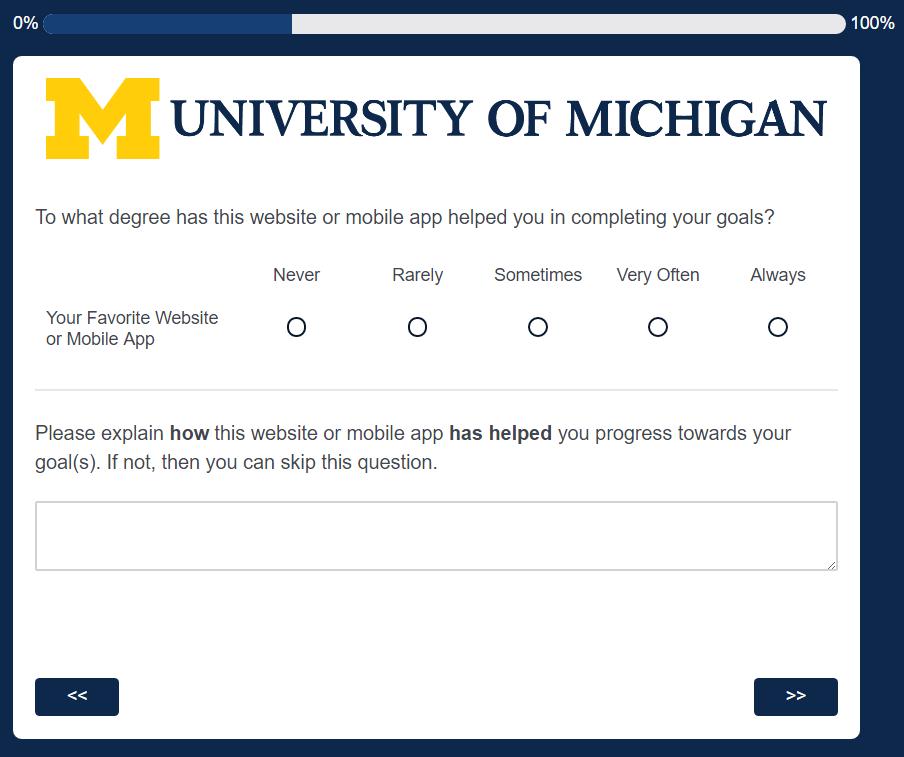 0% 100%
M UNIVERSITY OF MICHIGAN
To what degree has this website or mobile app helped you in completing your goals?
Never Rarely Sometimes Very Often Always
Your Favorite Website
or Mobile App
Please explain how this website or mobile app has helped you progress towards your
goal(s). If not, then you can skip this question.
<< >>